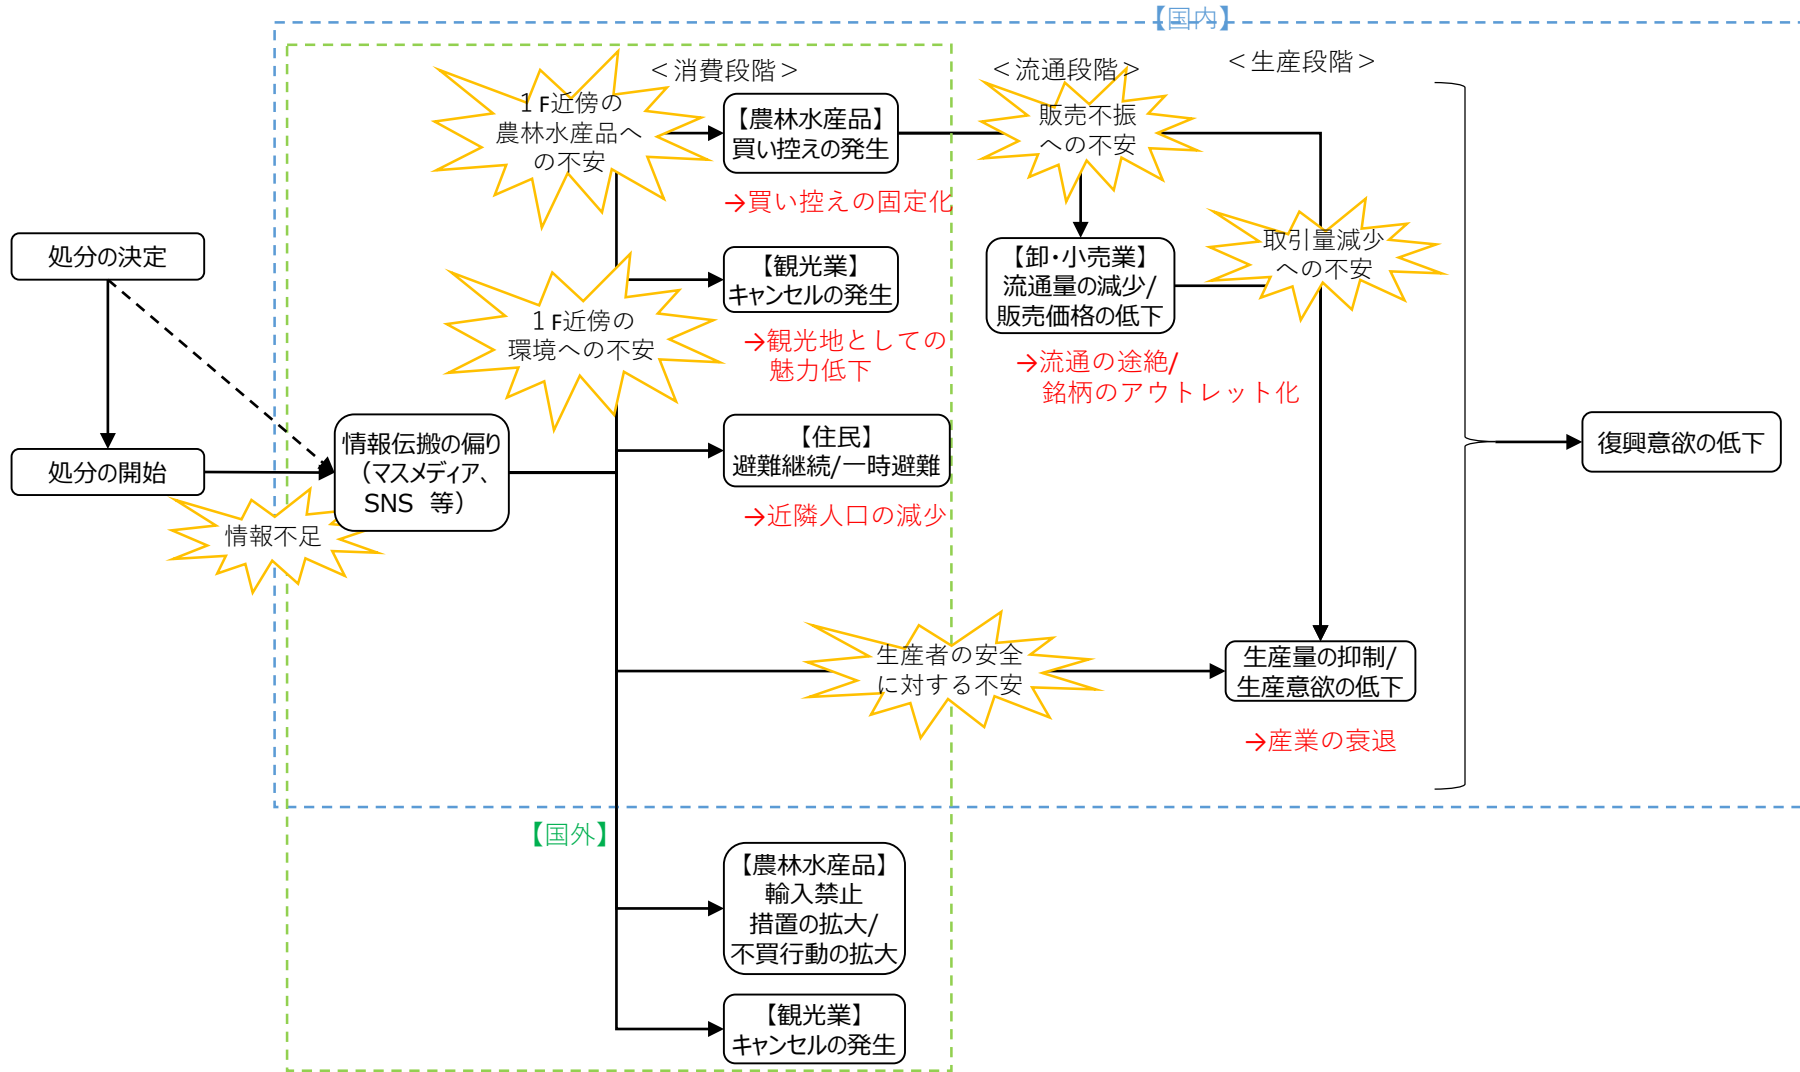 【国内】
＜消費段階＞
＜流通段階＞
＜生産段階＞
１F近傍の
農林水産品へ
の不安
【農林水産品】
買い控えの発生
→買い控えの固定化
販売不振
への不安
取引量減少
への不安
処分の決定
【観光業】
キャンセルの発生
→観光地としての
魅力低下
１F近傍の
環境への不安
【卸・小売業】
流通量の減少/
販売価格の低下
→流通の途絶/
銘柄のアウトレット化
処分の開始
情報伝搬の偏り
（マスメディア、
SNS 等）
情報不足
【住民】
避難継続/一時避難
→近隣人口の減少
復興意欲の低下
生産者の安全
に対する不安
生産量の抑制/
生産意欲の低下
→産業の衰退
【国外】
【農林水産品】
輸入禁止
措置の拡大/
不買行動の拡大
【観光業】
キャンセルの発生